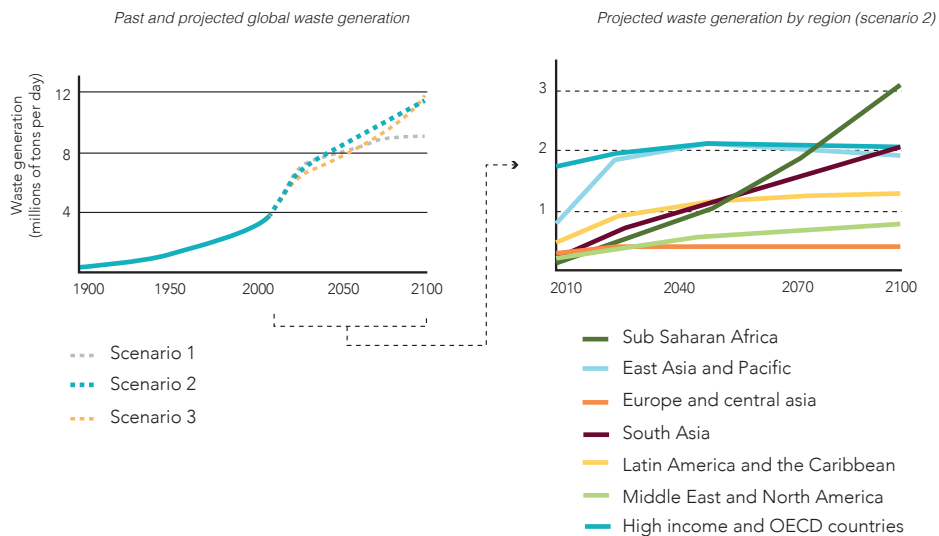 Past and projected global waste generation
Waste generation
(millions of tons per day)
12
8
4
1900
1950
2000
2050
2100
Scenario 1
Scenario 2
Scenario 3
Projected waste generation by region (scenario 2)
3
2
1
2010
2040
2070
2100
Sub Saharan Africa
East Asia and Pacific
Europe and central asia
South Asia
Latin America and the Caribbean
Middle East and North America
High income and OECD countries